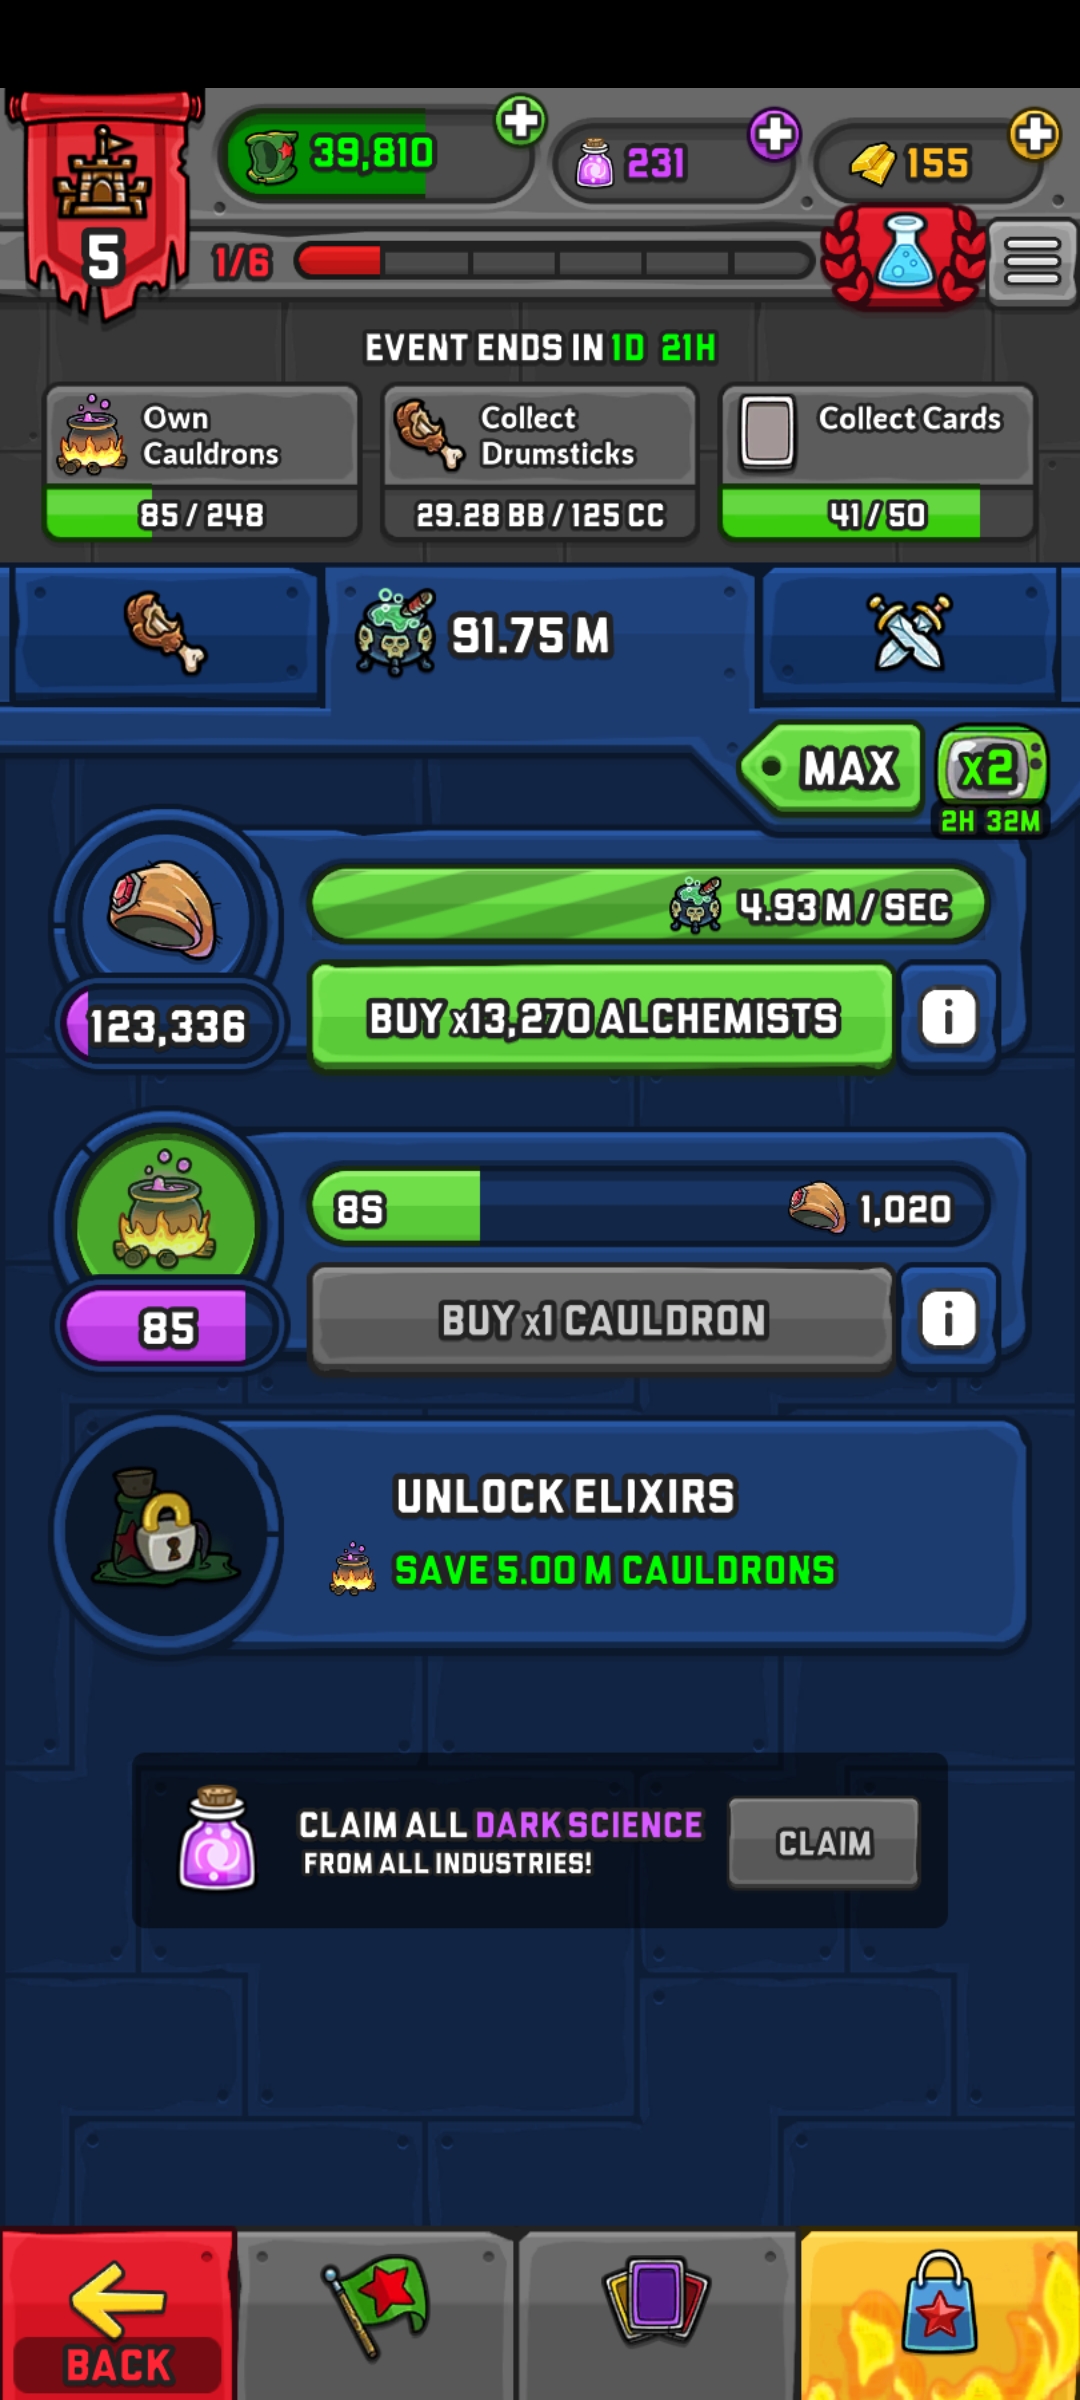 39,810
231
155
5
1/6
EVENT ENDS IN 1D 21H
Own Cauldrons
85 / 248
Collect Drumsticks
29.28 BB / 125 CC
Collect Cards
41 / 50
91.75 M
MAX
x2
2H 32M
4.93 M / SEC
123,336
BUY x13,270 ALCHEMISTS
i
8S
1,020
85
BUY x1 CAULDRON
i
UNLOCK ELIXIRS
SAVE 5.00 M CAULDRONS
CLAIM ALL DARK SCIENCE
FROM ALL INDUSTRIES!
CLAIM
BACK